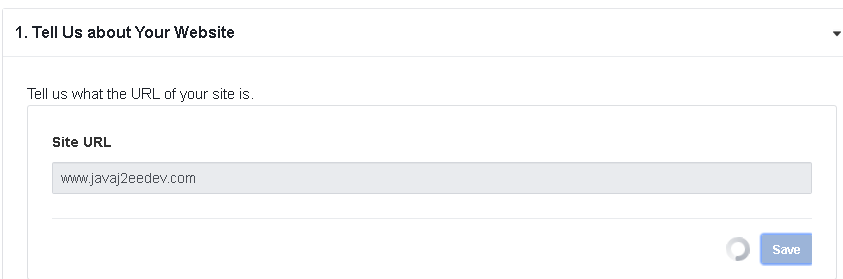 1. Tell Us about Your Website
Tell us what the URL of your site is.
Site URL
www.javaj2eedev.com
Save